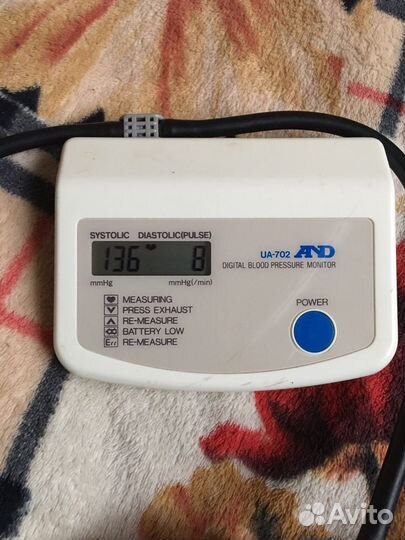 SYSTOLIC DIASTOLIC(PULSE)
136 8
mmHg mmHg(/min)
UA-702 AND
DIGITAL BLOOD PRESSURE MONITOR
MEASURING
PRESS EXHAUST
RE-MEASURE
BATTERY LOW
Err RE-MEASURE
POWER
Avito